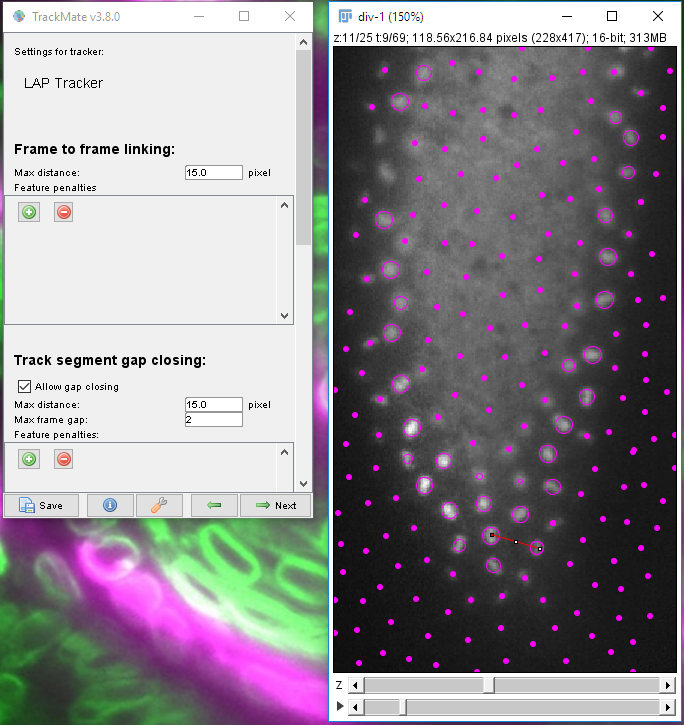 TrackMate v3.8.0
Settings for tracker:
LAP Tracker
Frame to frame linking:
Max distance: 15.0 pixel
Feature penalties
Track segment gap closing:
Allow gap closing
Max distance: 15.0 pixel
Max frame gap: 2
Feature penalties:
Save
Next
div-1 (150%)
z:11/25 t:9/69; 118.56x216.84 pixels (228x417); 16-bit; 313MB
Z